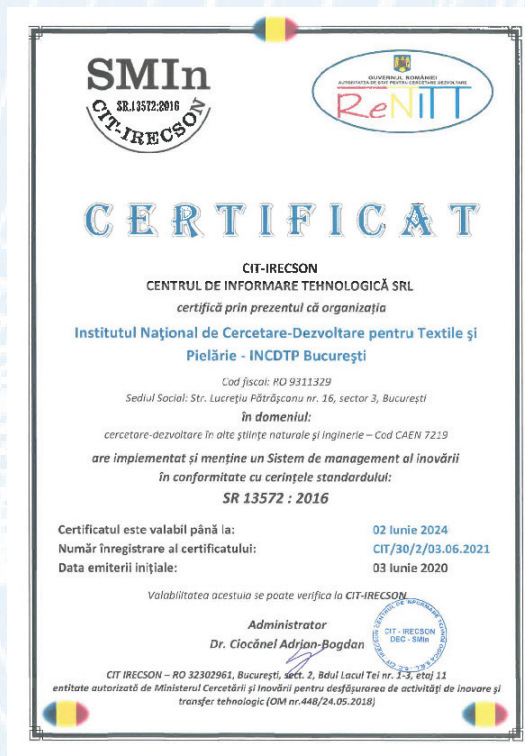 SMIn
SR.13572:2016
CIT-IRECSON
GUVERNUL ROMÂNIEI
AUTORITATEA DE STAT PENTRU CERCETARE DEZVOLTARE
ReNITT
CERTIFICAT
CIT-IRECSON
CENTRUL DE INFORMARE TEHNOLOGICĂ SRL
certifică prin prezentul că organizația
Institutul Național de Cercetare-Dezvoltare pentru Textile și
Pielărie - INCDTP București
Cod fiscal: RO 9311329
Sediul Social: Str. Lucrețiu Pătrășcanu nr. 16, sector 3, București
în domeniul:
cercetare-dezvoltare în alte științe naturale și inginerie – Cod CAEN 7219
are implementat și menține un Sistem de management al inovării
în conformitate cu cerințele standardului:
SR 13572 : 2016
Certificatul este valabil până la: 02 Iunie 2024
Număr înregistrare al certificatului: CIT/30/2/03.06.2021
Data emiterii inițiale: 03 Iunie 2020
Valabilitatea acestuia se poate verifica la CIT-IRECSON
Administrator
Dr. Ciocănel Adrian-Bogdan
CIT - IRECSON
DEC - SMIn
CIT IRECSON – RO 32302961, București, sect. 2, Bdul Lacul Tei nr. 1-3, etaj 11
entitate autorizată de Ministerul Cercetării și Inovării pentru desfășurarea de activități de inovare și
transfer tehnologic (OM nr.448/24.05.2018)